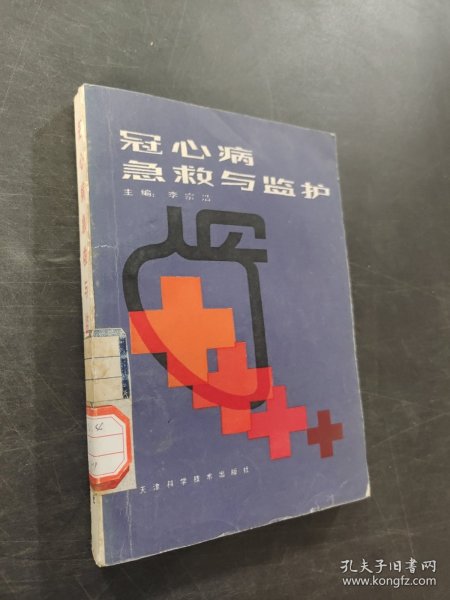 冠心病
急救与监护
主编：李宗浩
天津科学技术出版社
孔夫子旧书网
www.kongfz.com